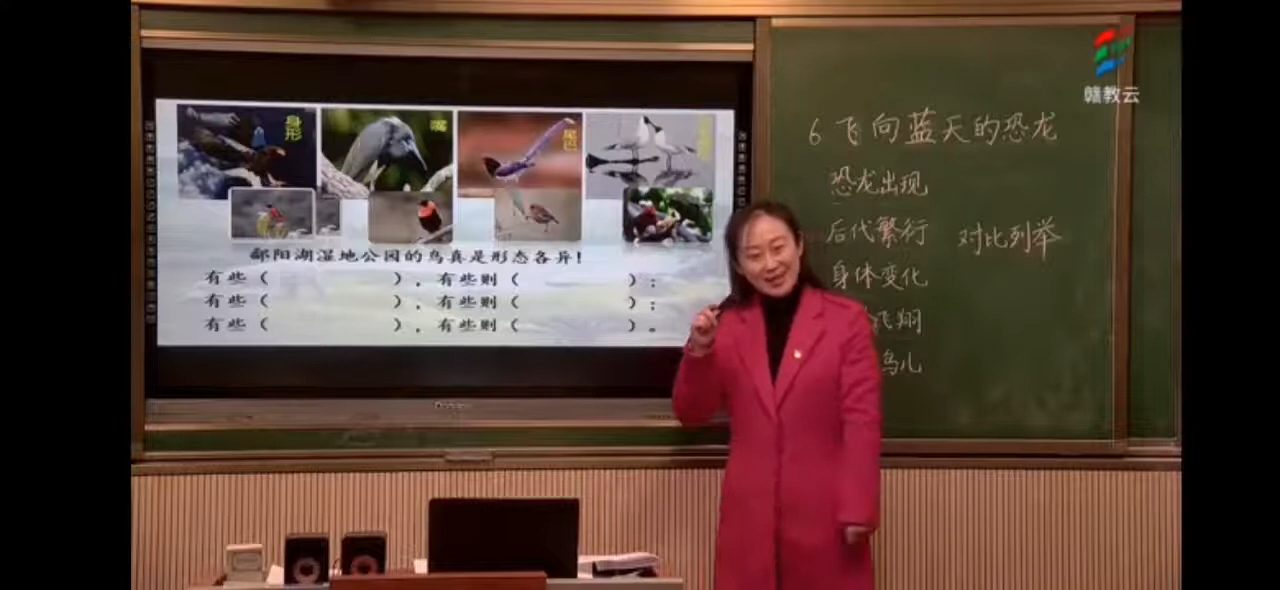 身形
嘴
尾巴
鄱阳湖湿地公园的鸟真是形态各异！
有些（ ），有些则（ ）；
有些（ ），有些则（ ）；
有些（ ），有些则（ ）。
赣教云
6 飞向蓝天的恐龙
恐龙出现
后代繁衍 对比列举
身体变化
飞翔
鸟儿